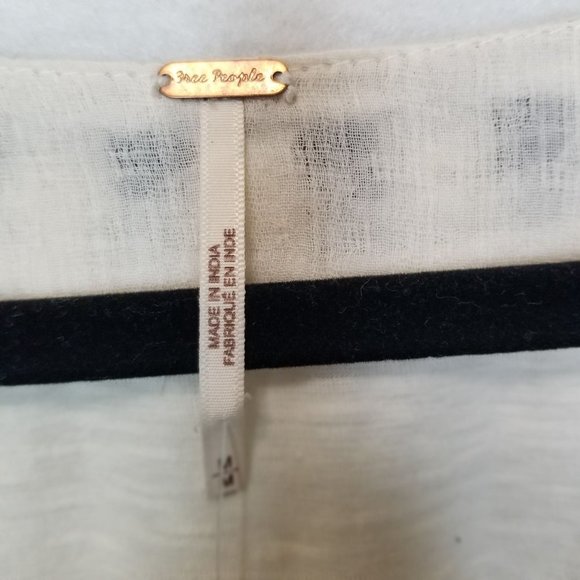 Free People
MADE IN INDIA
FABRIQUÉ EN INDE